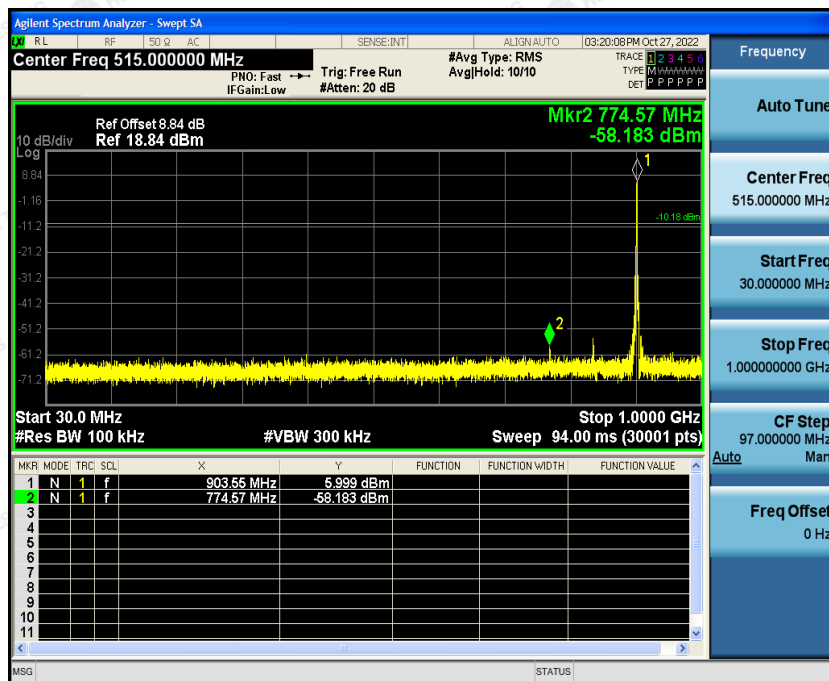 Agilent Spectrum Analyzer - Swept SA
LXI RL RF 50 Ω AC SENSE:INT ALIGN AUTO 03:20:08 PM Oct 27, 2022
Center Freq 515.000000 MHz
PNO: Fast
IFGain:Low
Trig: Free Run
#Atten: 20 dB
#Avg Type: RMS
Avg|Hold: 10/10
TRACE 1 2 3 4 5 6
TYPE M
DET P P P P P P
Mkr2 774.57 MHz
-58.183 dBm
Ref Offset 8.84 dB
10 dB/div Ref 18.84 dBm
Log
1
8.84
-1.16
-10.18 dBm
-11.2
-21.2
-31.2
-41.2
2
-51.2
-61.2
-71.2
Start 30.0 MHz Stop 1.0000 GHz
#Res BW 100 kHz #VBW 300 kHz Sweep 94.00 ms (30001 pts)
MKR MODE TRC SCL X Y FUNCTION FUNCTION WIDTH FUNCTION VALUE
1 N 1 f 903.55 MHz 5.999 dBm
2 N 1 f 774.57 MHz -58.183 dBm
3
4
5
6
7
8
9
10
11
MSG STATUS
Frequency
Auto Tune
Center Freq
515.000000 MHz
Start Freq
30.000000 MHz
Stop Freq
1.000000000 GHz
CF Step
97.000000 MHz
Auto Man
Freq Offset
0 Hz